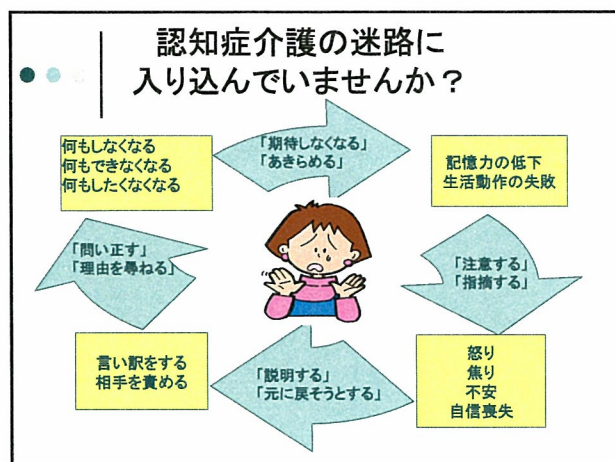 認知症介護の迷路に
入り込んでいませんか？
何もしなくなる
何もできなくなる
何もしたくなくなる
「期待しなくなる」
「あきらめる」
記憶力の低下
生活動作の失敗
「注意する」
「指摘する」
怒り
焦り
不安
自信喪失
「説明する」
「元に戻そうとする」
言い訳をする
相手を責める
「問い正す」
「理由を尋ねる」